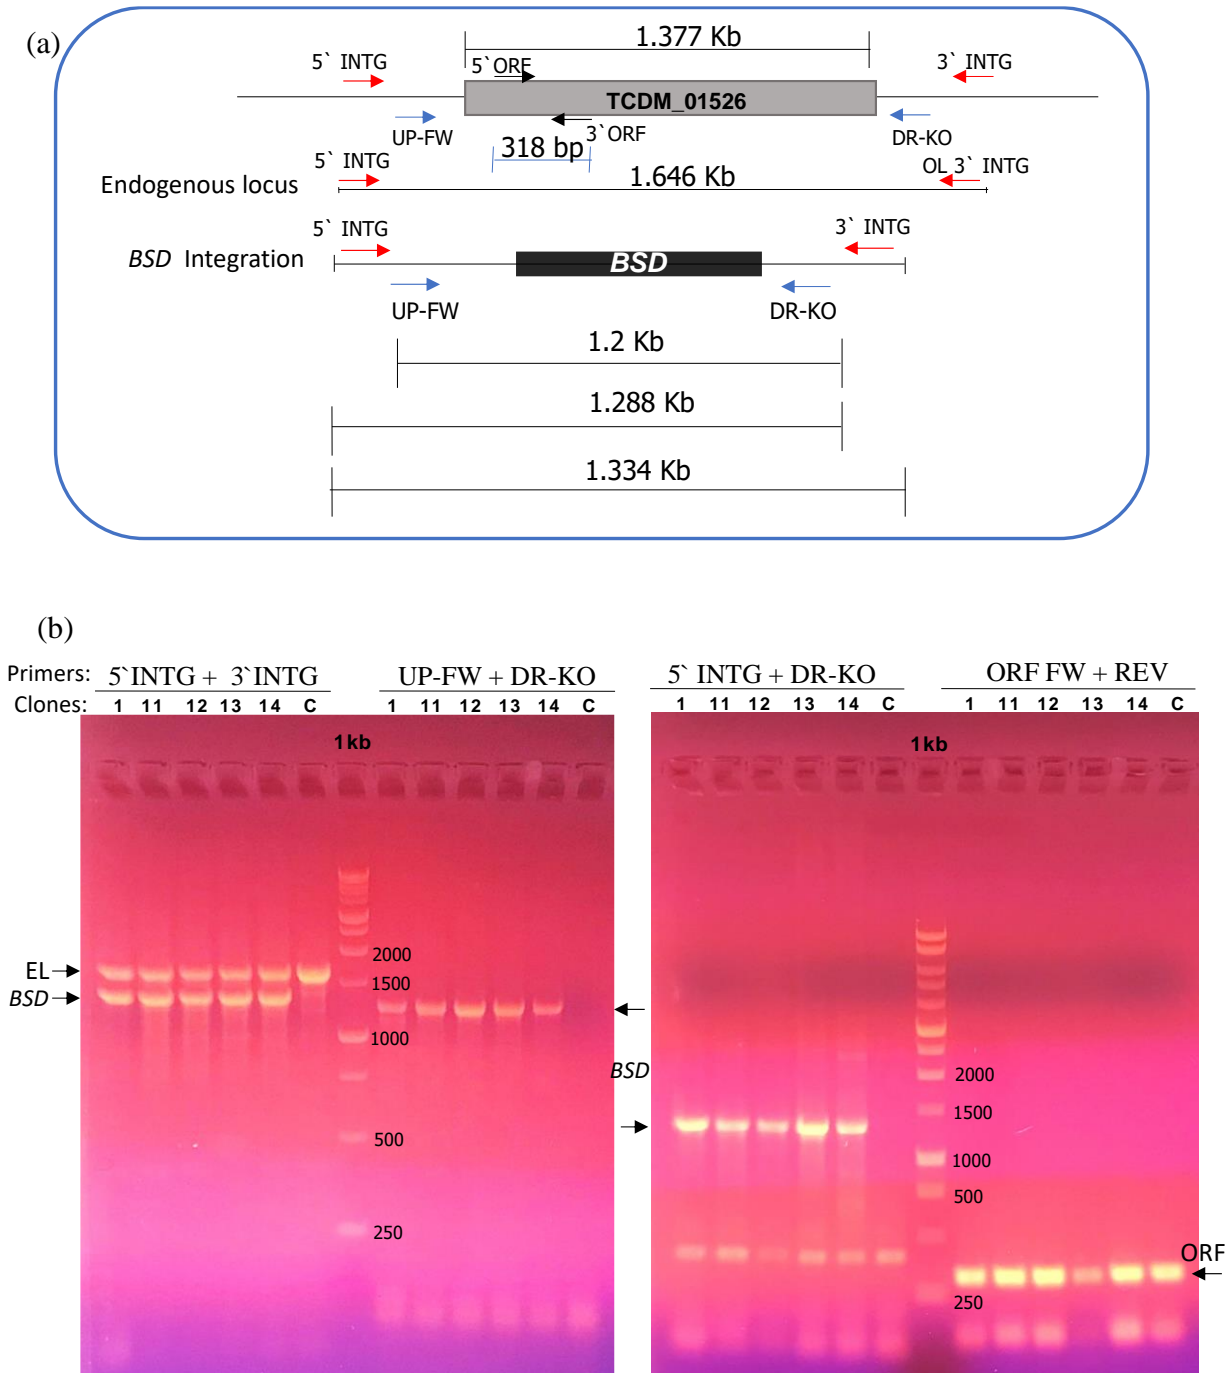 (a)
1.377 Kb
5` INTG
5`ORF
3` INTG
TCDM_01526
UP-FW
3`ORF
DR-KO
318 bp
5` INTG
OL 3` INTG
Endogenous locus
1.646 Kb
5` INTG
3` INTG
BSD Integration
BSD
UP-FW
DR-KO
1.2 Kb
1.288 Kb
1.334 Kb
(b)
Primers:
5`INTG + 3`INTG
UP-FW + DR-KO
5` INTG + DR-KO
ORF FW + REV
Clones:
1 11 12 13 14 C
1 11 12 13 14 C
1 11 12 13 14 C
1 11 12 13 14 C
1kb
1kb
EL
BSD
2000
1500
1000
500
250
BSD
2000
1500
1000
500
250
ORF